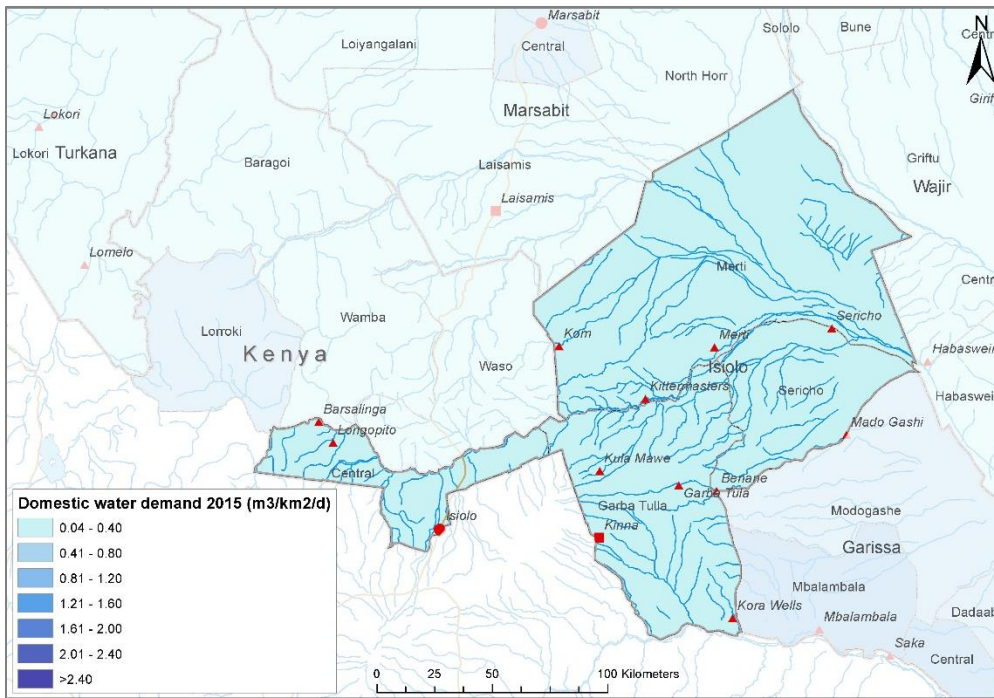 Marsabit
Sololo
Bune
Central
N
Loiyangalani
Central
North Horr
Lokori
Marsabit
Lokori
Turkana
Baragoi
Laisamis
Griftu
Wajir
Laisamis
Lomelo
Merti
Lorroki
Wamba
Kenya
Kom
Merti
Sericho
Waso
Isiolo
Habaswein
Kittermasters
Sericho
Habaswein
Barsalinga
Longopito
Mado Gashi
Central
Kula Mawe
Benane
Garba Tula
Garba Tulla
Modogashe
Isiolo
Kinna
Garissa
Mbalambala
Kora Wells
Mbalambala
Dadaab
Saka
Central
Domestic water demand 2015 (m3/km2/d)
0.04 - 0.40
0.41 - 0.80
0.81 - 1.20
1.21 - 1.60
1.61 - 2.00
2.01 - 2.40
>2.40
0 25 50 100 Kilometers